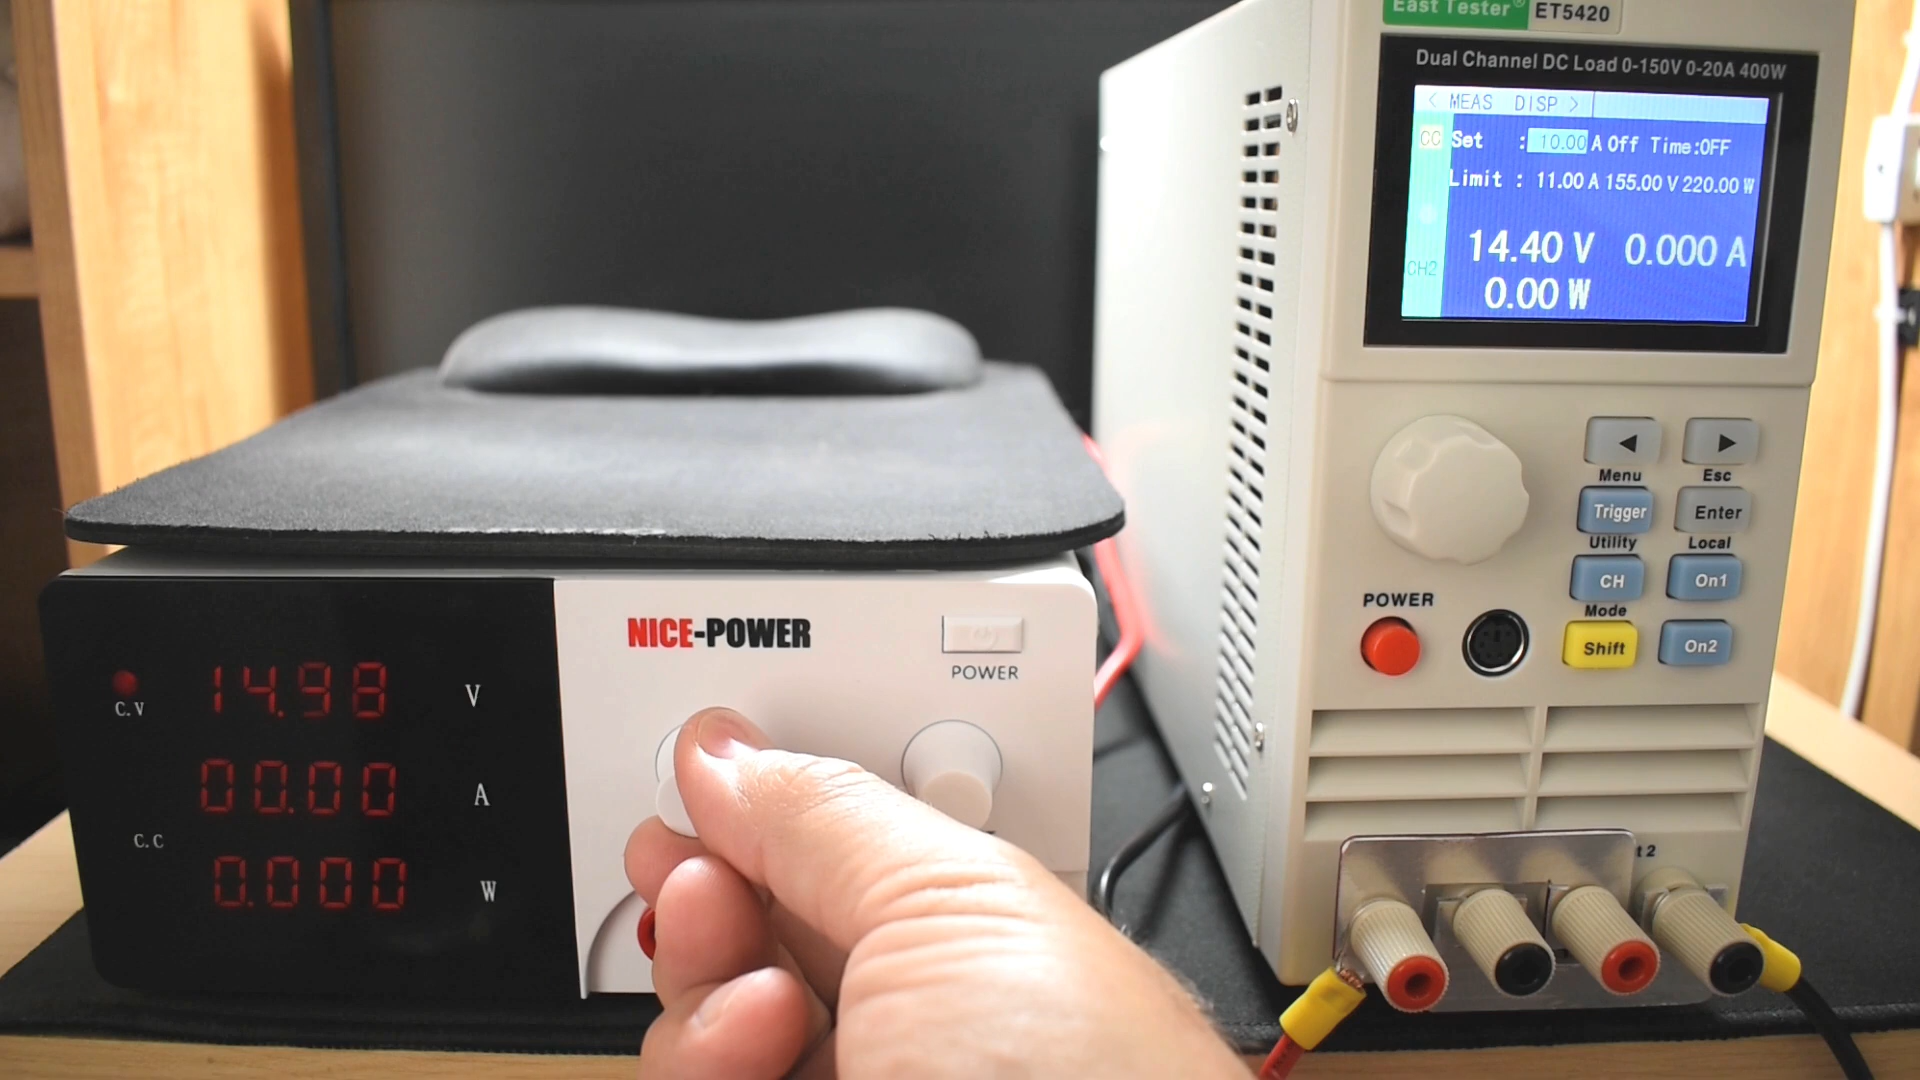 East Tester® ET5420
Dual Channel DC Load 0-150V 0-20A 400W
< MEAS DISP >
CC Set : 10.00 A Off Time:OFF
Limit : 11.00 A 155.00 V 220.00 W
14.40 V 0.000 A
CH2
0.00 W
Menu Esc
Trigger Enter
Utility Local
CH On1
Mode
Shift On2
POWER
t 2
NICE-POWER
POWER
C.V 14.98 V
00.00 A
C.C
0.000 W